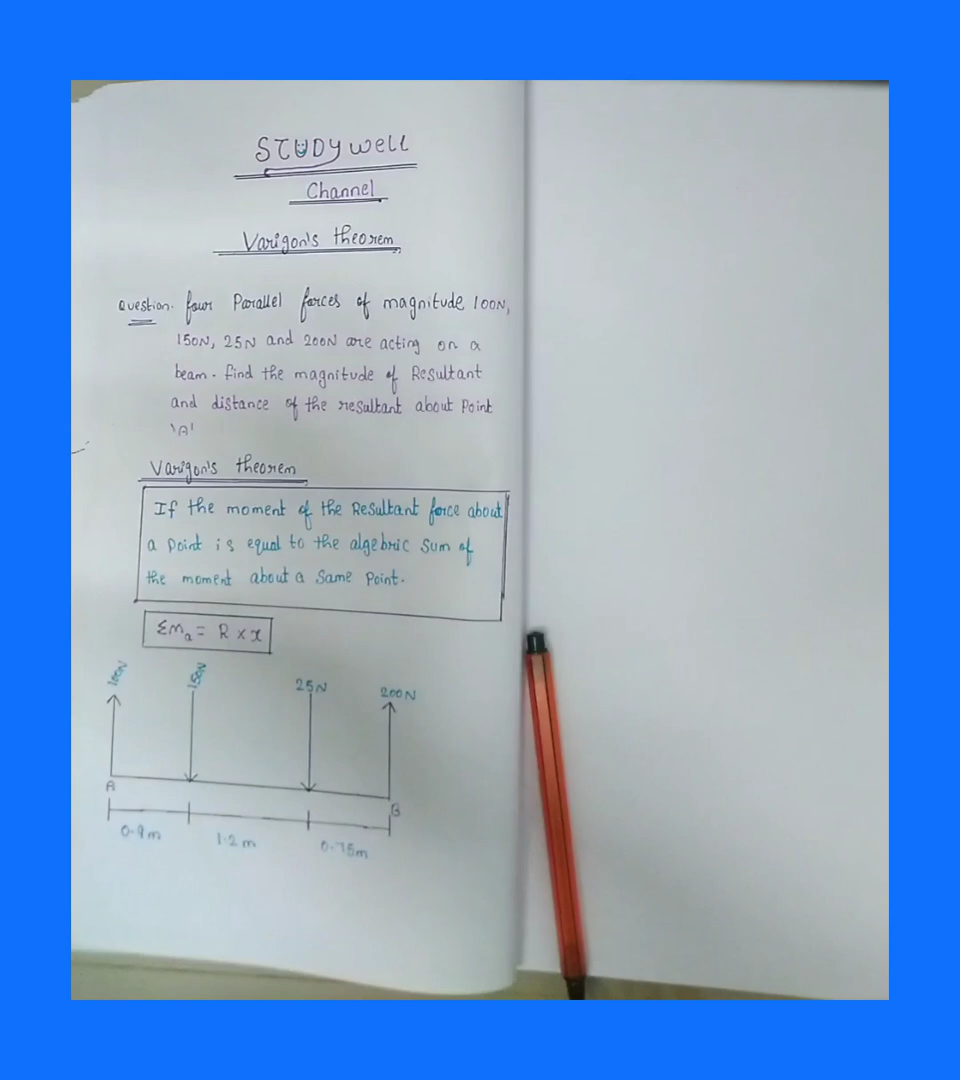 STUDY well
Channel
Varigon's theorem
Question. four Parallel forces of magnitude 100N,
150N, 25N and 200N are acting on a
beam. find the magnitude of Resultant
and distance of the resultant about Point
'A'
Varigon's theorem
If the moment of the Resultant force about
a point is equal to the algebric sum of
the moment about a same point.
ΣMa = R × x
100N
150N
25N
200N
A
B
0.9m
1.2m
0.75m